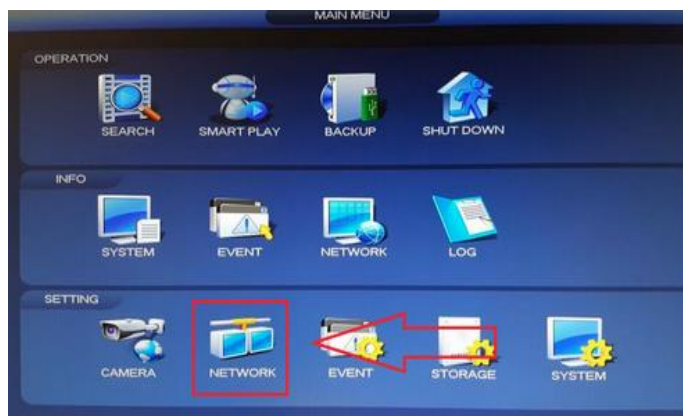 MAIN MENU
OPERATION
SEARCH SMART PLAY BACKUP SHUT DOWN
INFO
SYSTEM EVENT NETWORK LOG
SETTING
CAMERA NETWORK EVENT STORAGE SYSTEM